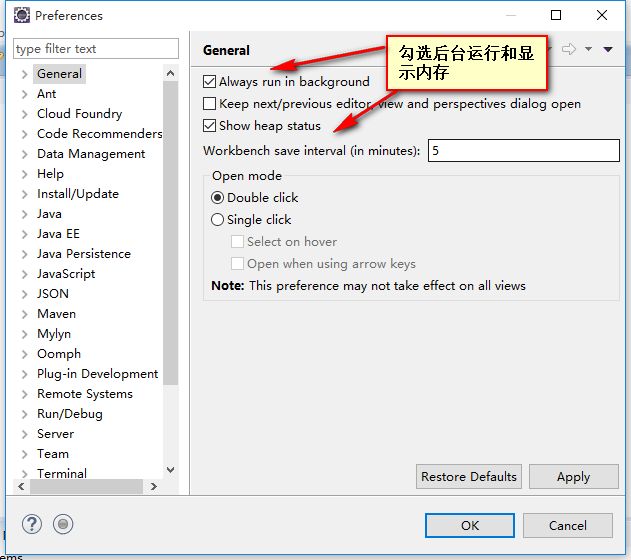 Preferences
type filter text
General
Ant
Cloud Foundry
Code Recommenders
Data Management
Help
Install/Update
Java
Java EE
Java Persistence
JavaScript
JSON
Maven
Mylyn
Oomph
Plug-in Development
Remote Systems
Run/Debug
Server
Team
Terminal
General
勾选后台运行和显
示内存
Always run in background
Keep next/previous editor, view and perspectives dialog open
Show heap status
Workbench save interval (in minutes):
5
Open mode
Double click
Single click
Select on hover
Open when using arrow keys
Note: This preference may not take effect on all views
Restore Defaults
Apply
?
OK
Cancel
ems